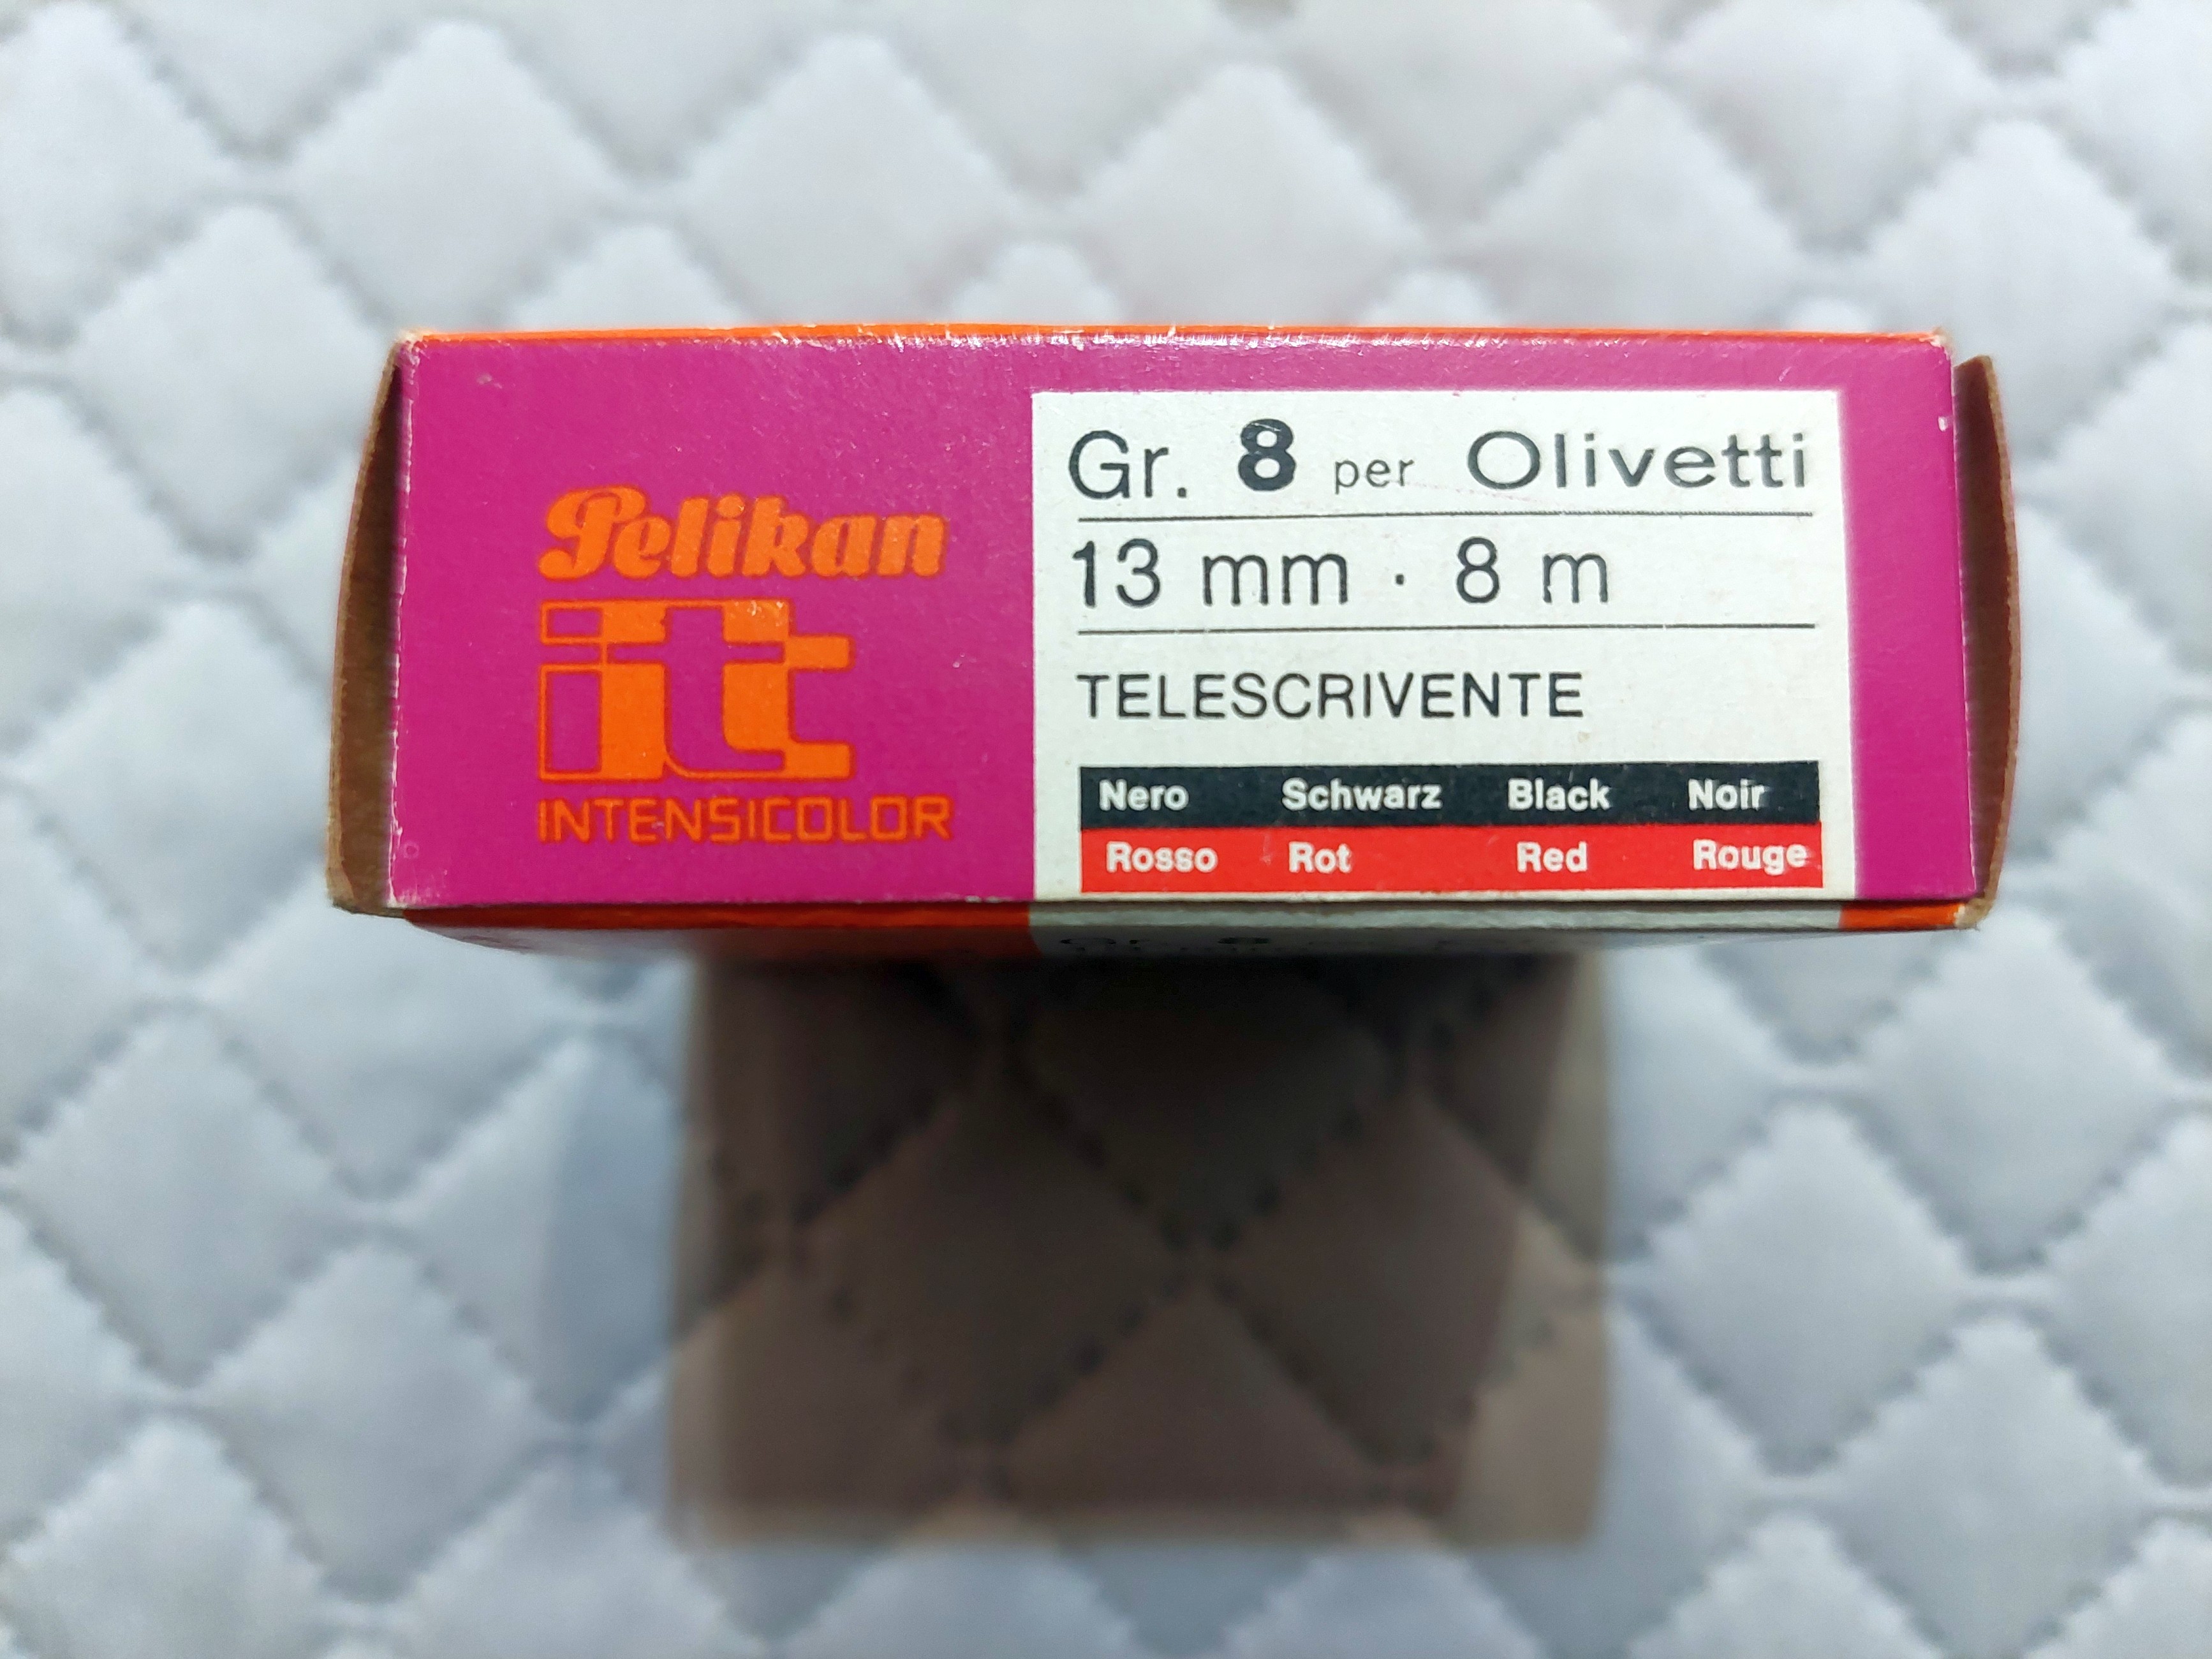 Pelikan
it
INTENSICOLOR
Gr. 8 per Olivetti
13 mm · 8 m
TELESCRIVENTE
Nero Schwarz Black Noir
Rosso Rot Red Rouge